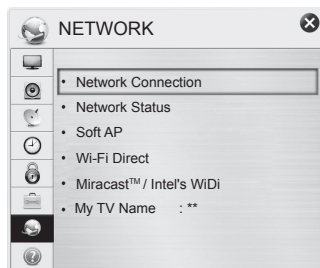 NETWORK
• Network Connection
• Network Status
• Soft AP
• Wi-Fi Direct
• Miracast™ / Intel's WiDi
• My TV Name : **